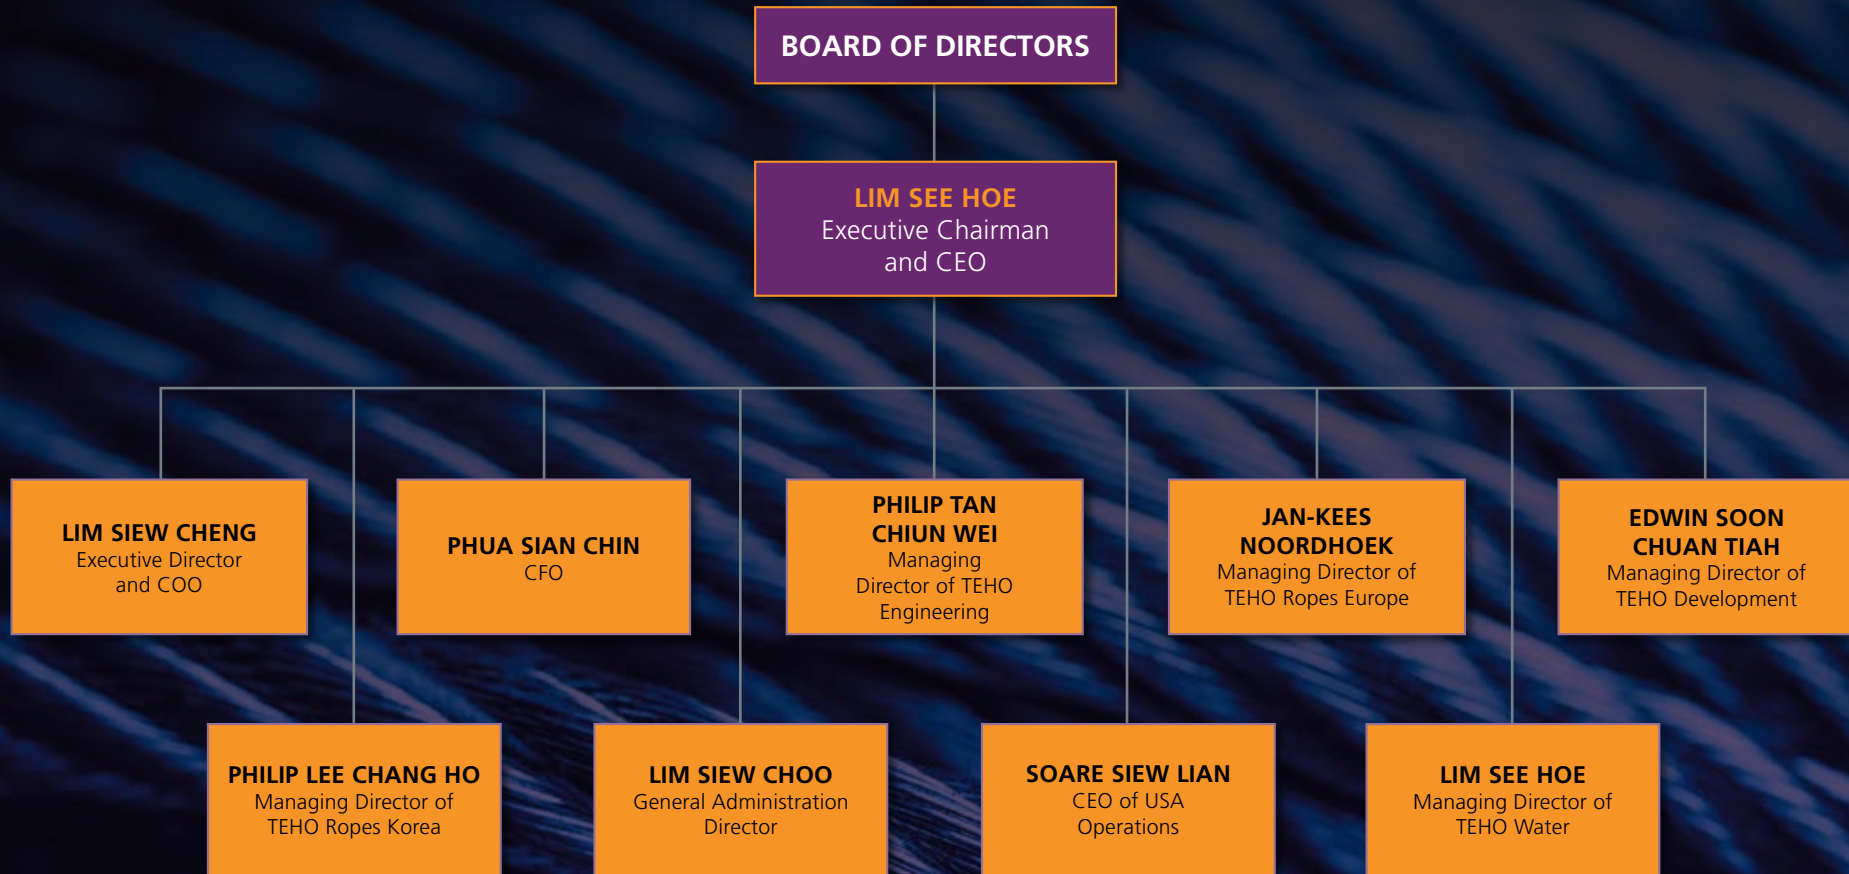 BOARD OF DIRECTORS
LIM SEE HOE
Executive Chairman
and CEO
LIM SIEW CHENG
Executive Director
and COO
PHUA SIAN CHIN
CFO
PHILIP TAN
CHIUN WEI
Managing
Director of TEHO
Engineering
JAN-KEES
NOORDHOEK
Managing Director of
TEHO Ropes Europe
EDWIN SOON
CHUAN TIAH
Managing Director of
TEHO Development
PHILIP LEE CHANG HO
Managing Director of
TEHO Ropes Korea
LIM SIEW CHOO
General Administration
Director
SOARE SIEW LIAN
CEO of USA
Operations
LIM SEE HOE
Managing Director of
TEHO Water